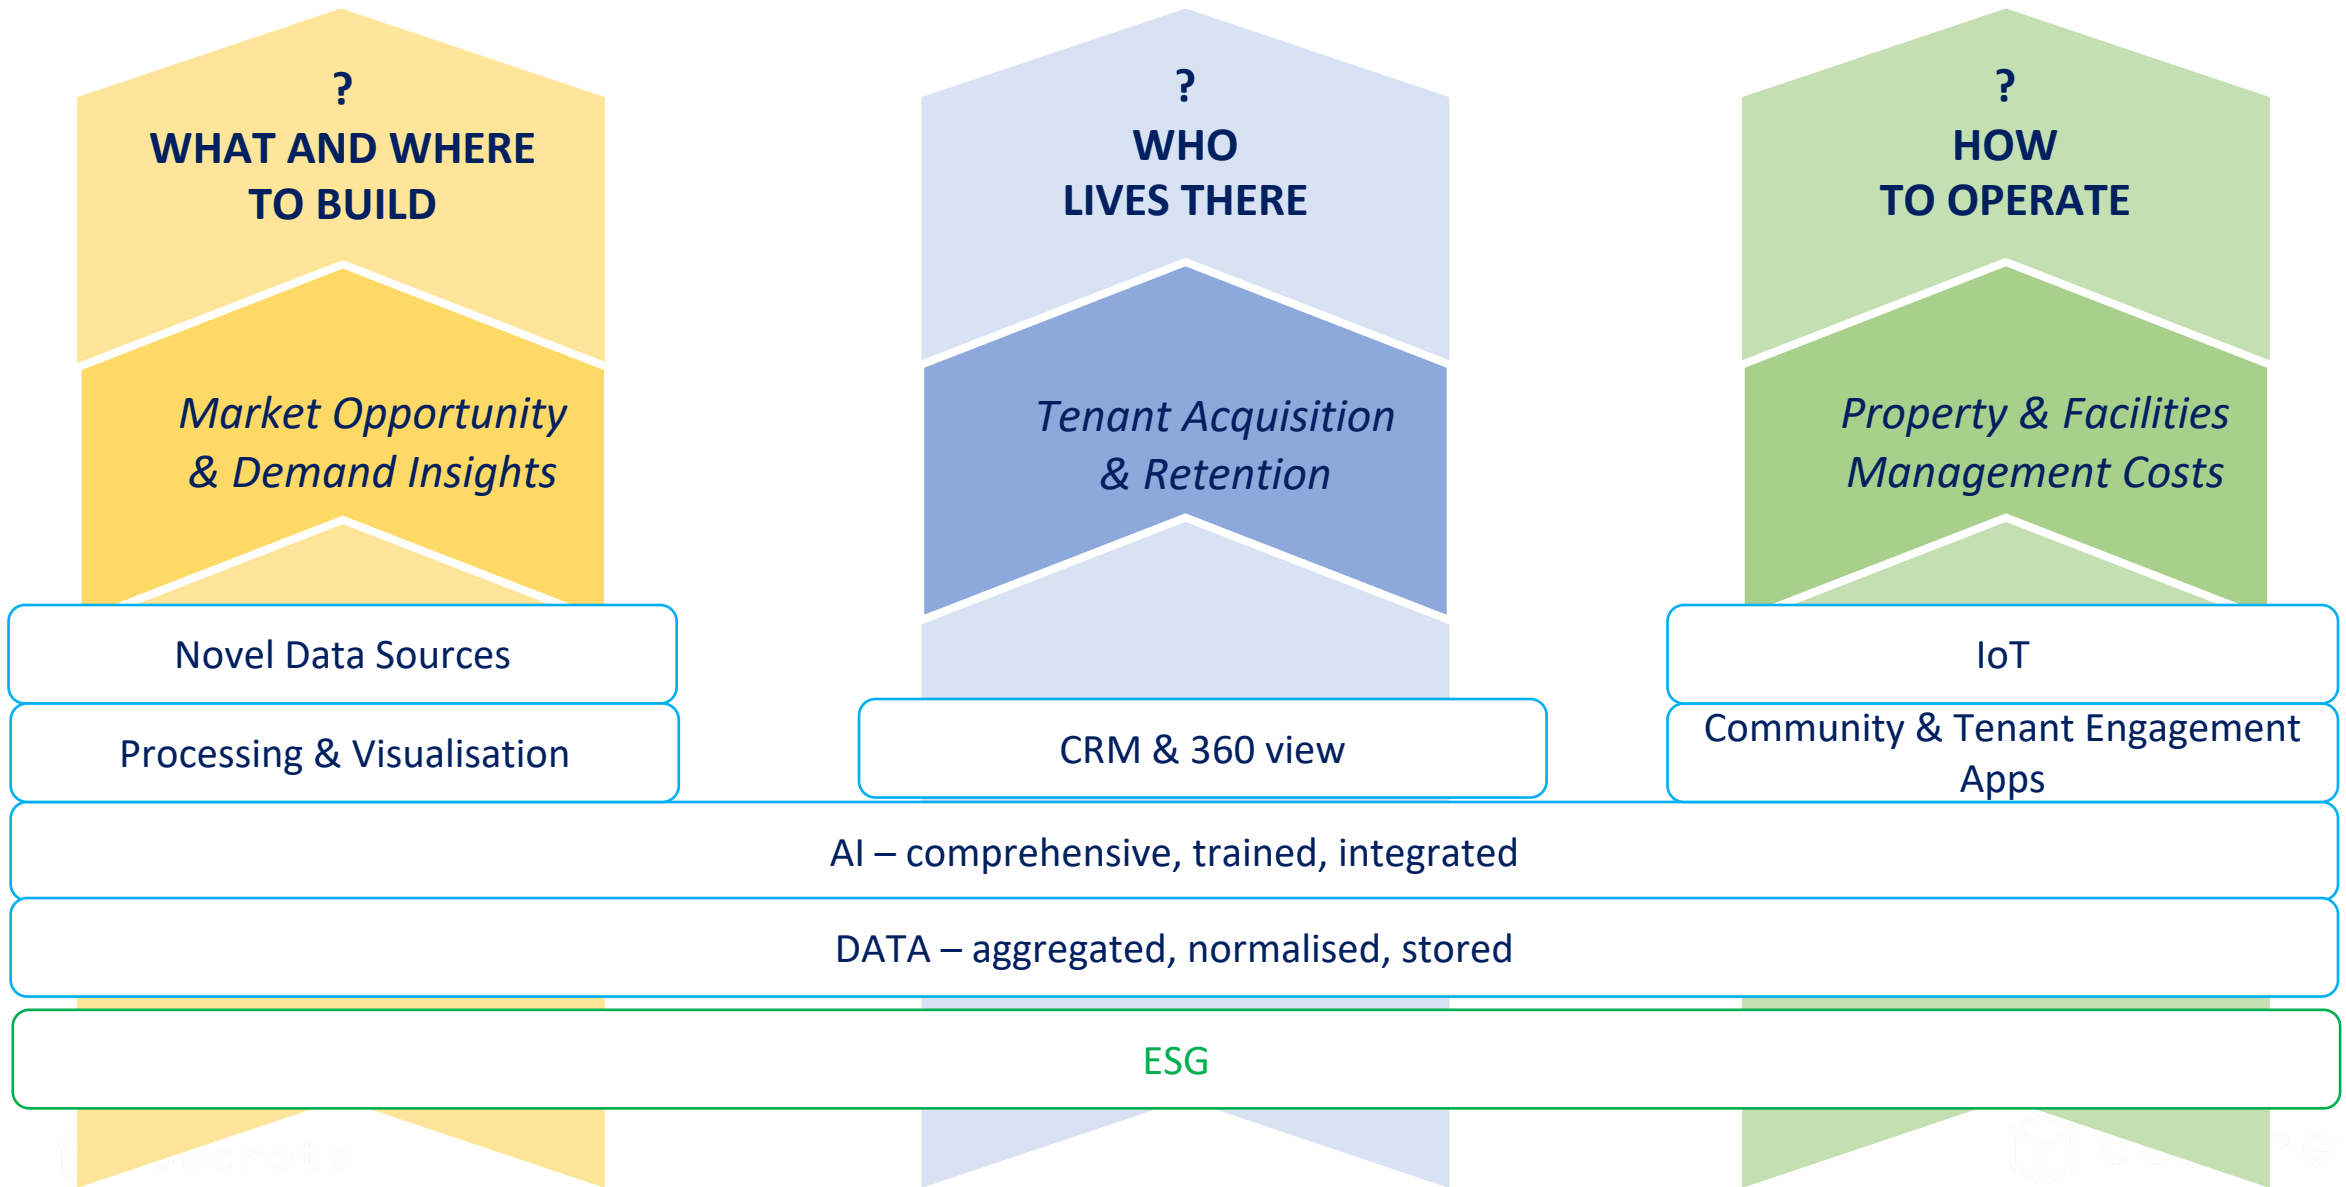 ?
WHAT AND WHERE
TO BUILD
Market Opportunity
& Demand Insights
?
WHO
LIVES THERE
Tenant Acquisition
& Retention
?
HOW
TO OPERATE
Property & Facilities
Management Costs
Novel Data Sources
Processing & Visualisation
CRM & 360 view
IoT
Community & Tenant Engagement
Apps
AI – comprehensive, trained, integrated
DATA – aggregated, normalised, stored
ESG